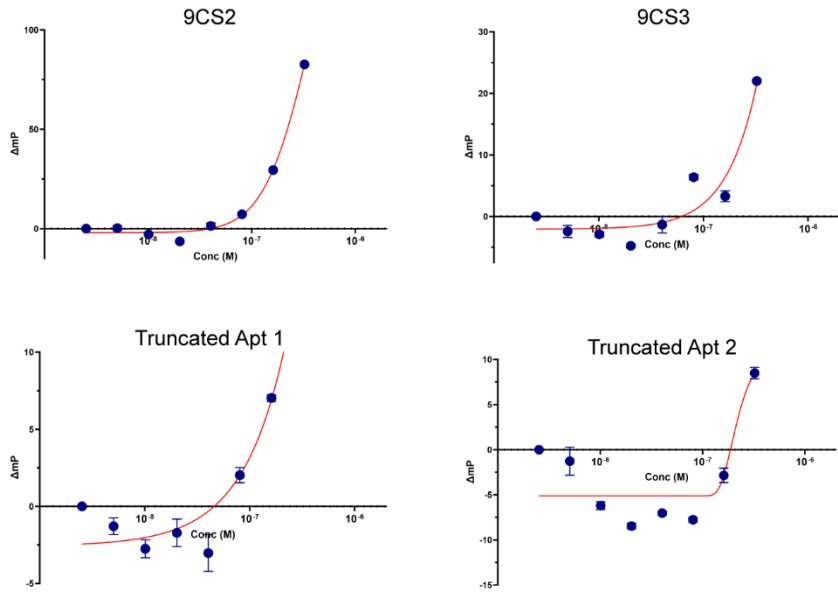 9CS2
100
50
0
ΔmP
10⁻⁸
10⁻⁷
10⁻⁶
Conc (M)
9CS3
30
20
10
0
ΔmP
10⁻⁸
10⁻⁷
10⁻⁶
Conc (M)
Truncated Apt 1
10
5
0
-5
ΔmP
10⁻⁸
10⁻⁷
10⁻⁶
Conc (M)
Truncated Apt 2
10
5
0
-5
-10
-15
ΔmP
10⁻⁸
10⁻⁷
10⁻⁶
Conc (M)